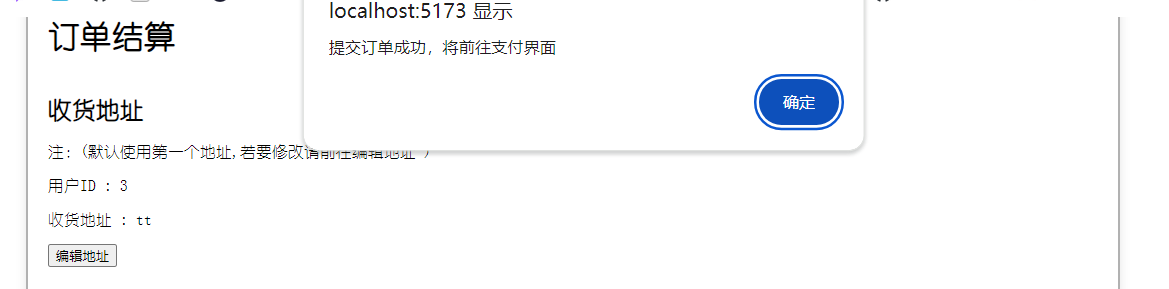 localhost:5173 显示
提交订单成功，将前往支付界面
确定
订单结算
收货地址
注：(默认使用第一个地址,若要修改请前往编辑地址 )
用户ID : 3
收货地址 : tt
编辑地址